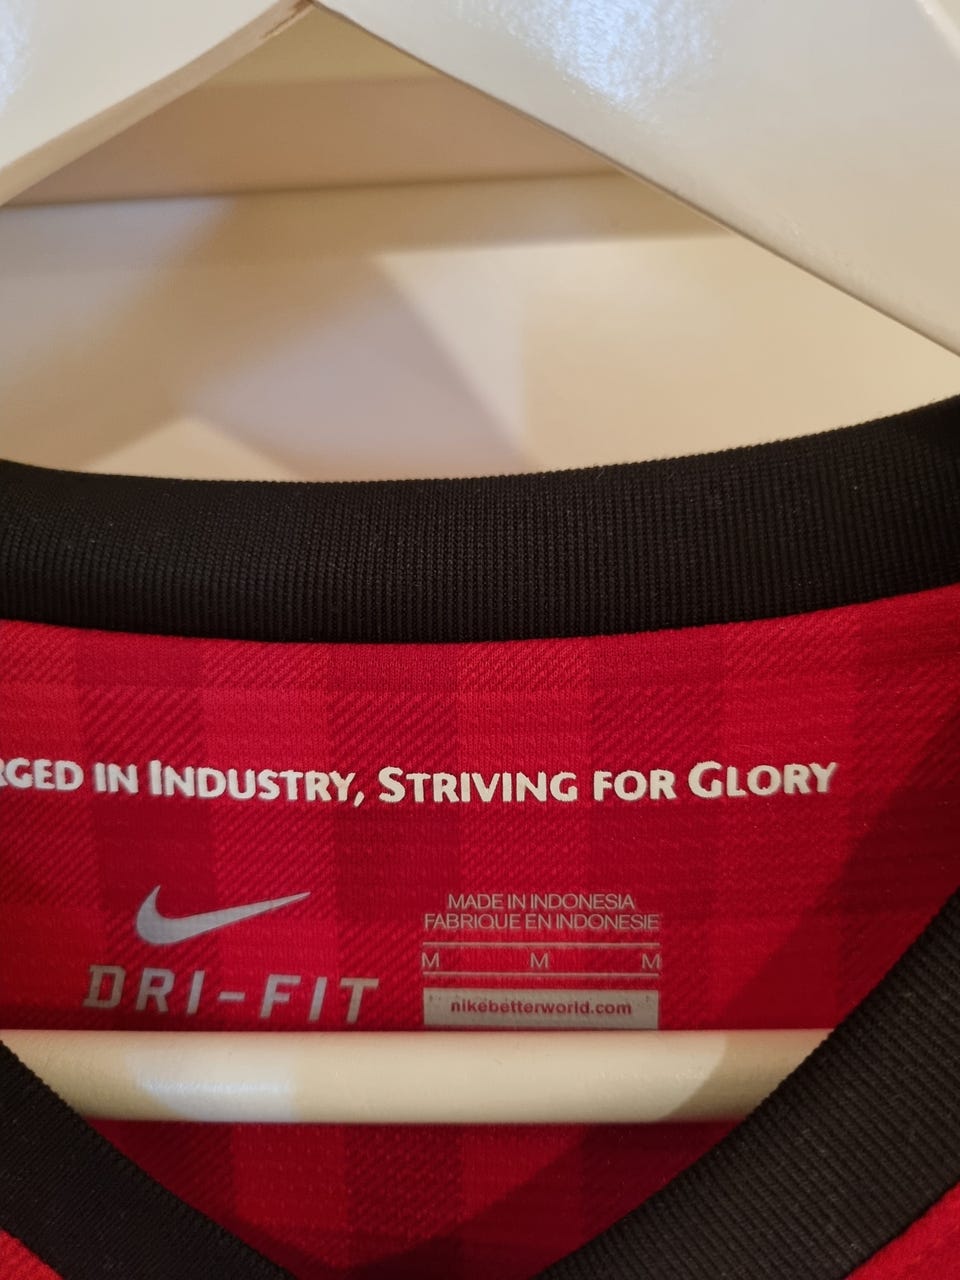 RGED IN INDUSTRY, STRIVING FOR GLORY
DRI-FIT
MADE IN INDONESIA
FABRIQUE EN INDONESIE
M M M
nikebetterworld.com